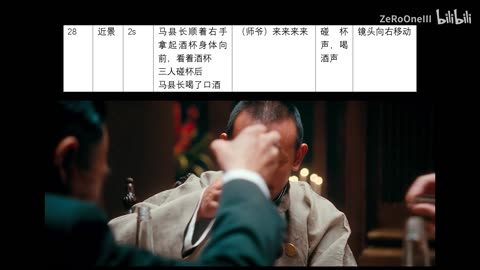 ZeRoOneIII bilibili
28 近景 2s 马县长顺着右手 (师爷)来来来来 碰杯 镜头向右移动
拿起酒杯身体向 声，喝
前，看着酒杯 酒声
三人碰杯后
马县长喝了口酒